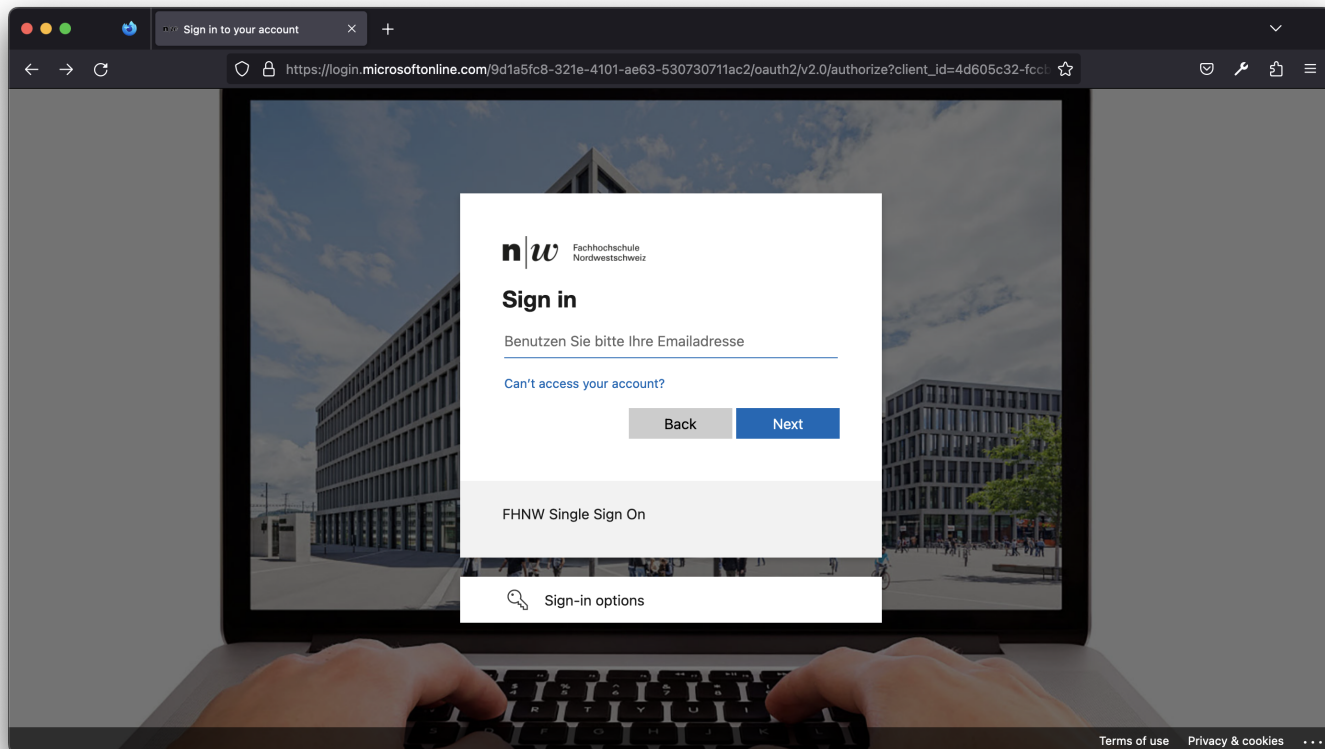 Sign in to your account
https://login.microsoftonline.com/9d1a5fc8-321e-4101-ae63-530730711ac2/oauth2/v2.0/authorize?client_id=4d605c32-fcc
n|w Fachhochschule
Nordwestschweiz
Sign in
Benutzen Sie bitte Ihre Emailadresse
Can't access your account?
Back Next
FHNW Single Sign On
Sign-in options
Terms of use Privacy & cookies ...